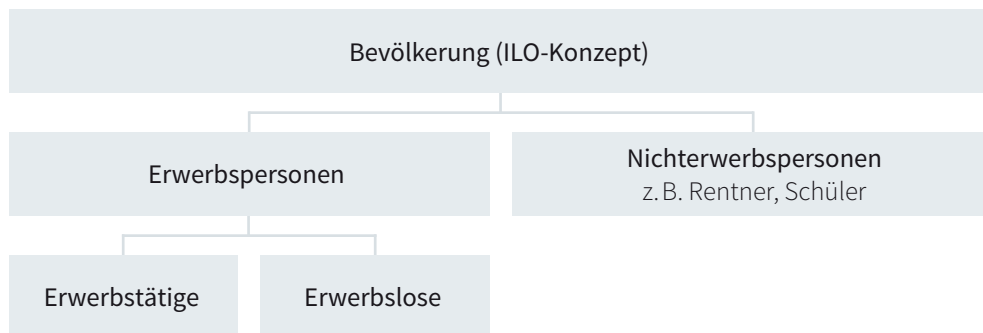 Bevölkerung (ILO-Konzept)
Erwerbspersonen
Nichterwerbspersonen
z. B. Rentner, Schüler
Erwerbstätige
Erwerbslose